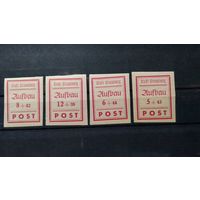 Aufbau
8 + 42
POST
Aufbau
12 + 38
POST
Aufbau
6 + 44
POST
Aufbau
5 + 45
POST